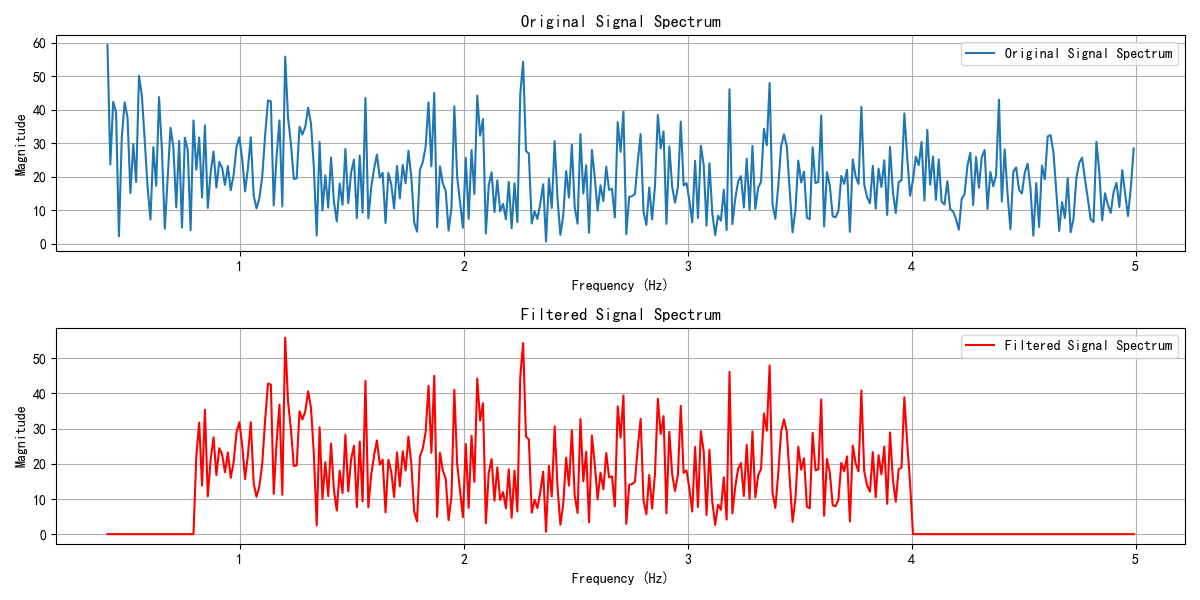 Original Signal Spectrum
60
50
40
30
20
10
0
Magnitude
Original Signal Spectrum
1
2
3
4
5
Frequency (Hz)
Filtered Signal Spectrum
50
40
30
20
10
0
Magnitude
Filtered Signal Spectrum
1
2
3
4
5
Frequency (Hz)